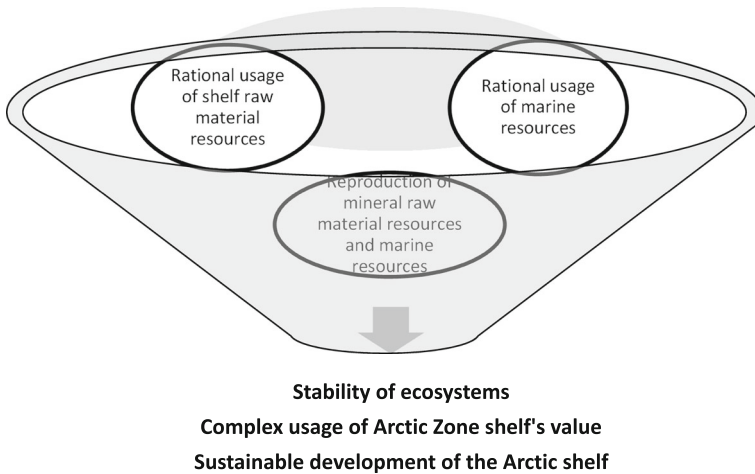 Rational usage
of shelf raw
material
resources
Rational usage
of marine
resources
Reproduction of
mineral raw
material resources
and marine
resources
Stability of ecosystems
Complex usage of Arctic Zone shelf's value
Sustainable development of the Arctic shelf